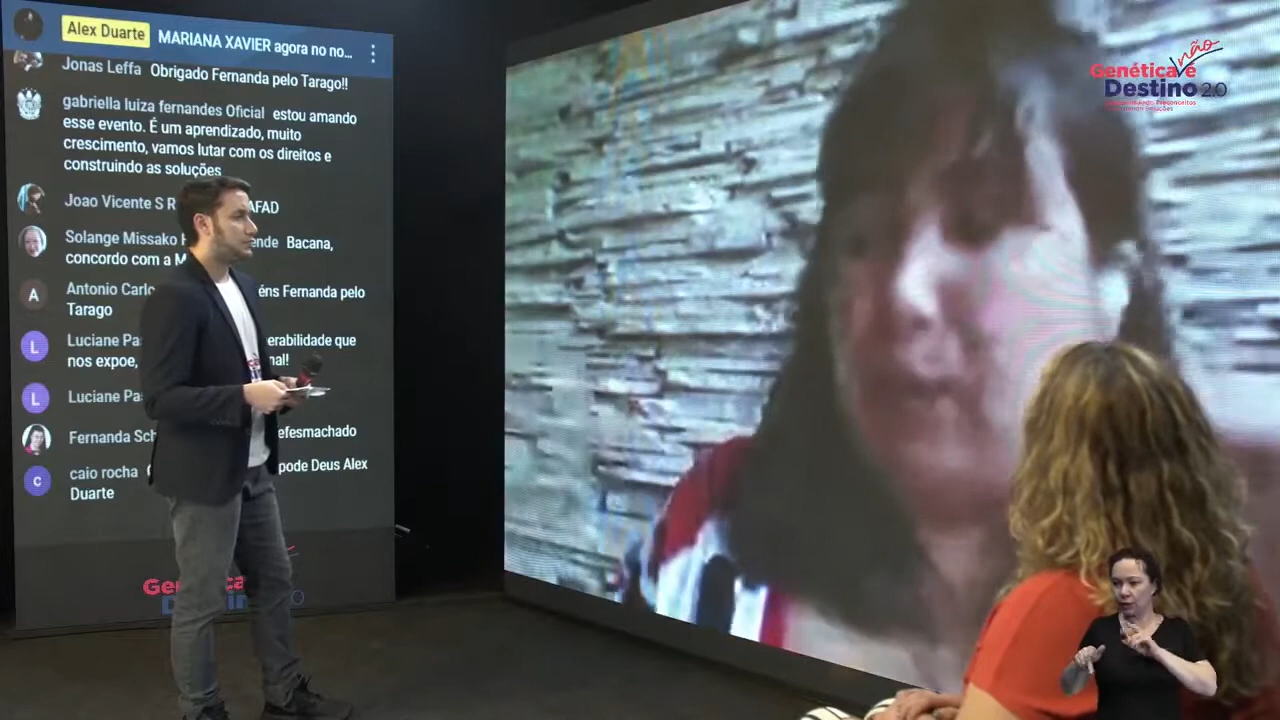 Alex Duarte MARIANA XAVIER agora no no...
Jonas Leffa Obrigado Fernanda pelo Tarago!!
gabriella luiza fernandes Oficial estou amando
esse evento. É um aprendizado, muito
crescimento, vamos lutar com os direitos e
construindo as soluções
Joao Vicente S R AFAD
Solange Missako ende Bacana,
concordo com a M
A
Antonio Carlo éns Fernanda pelo
Tarago
L
Luciane Pa erabilidade que
nos expoe, nal!
L
Luciane Pa
Fernanda Sch efesmachado
c
caio rocha pode Deus Alex
Duarte
Genética não é
Destino 2.0